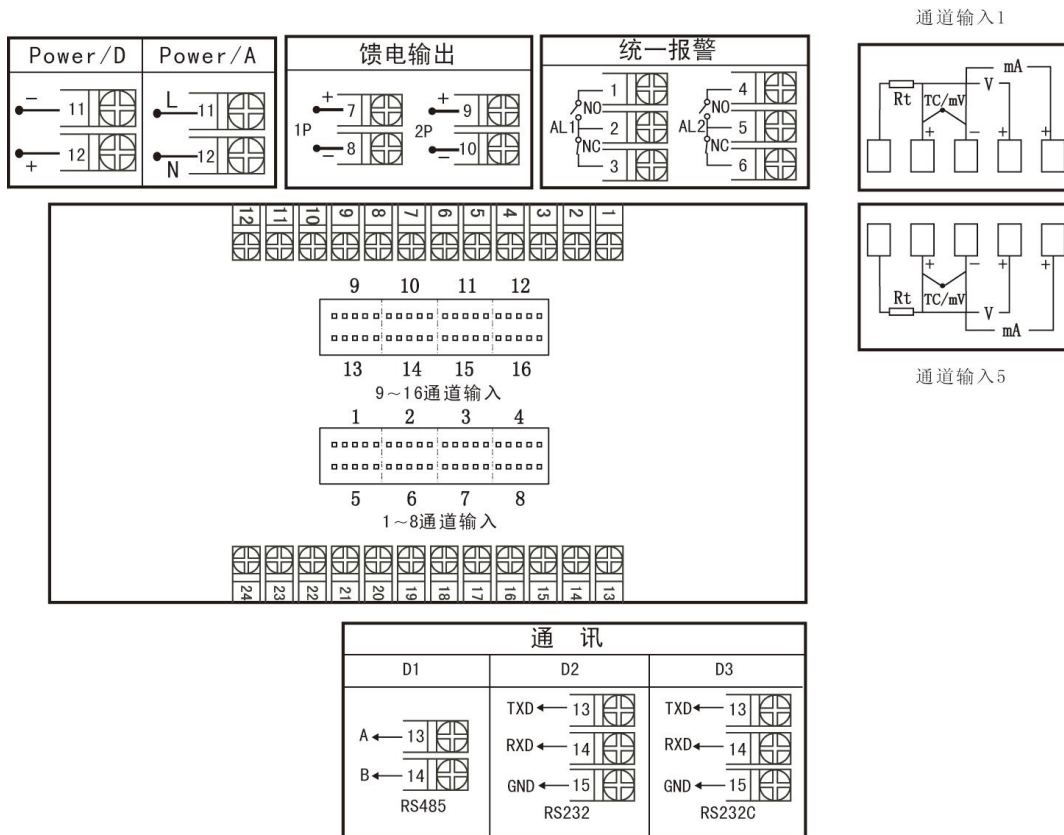 通道输入1
Power/D Power/A
- 11 L 11
+ 12 N 12
馈电输出
+ 7 + 9
1P 2P
- 8 - 10
统一报警
1 4
NO NO
AL1 2 AL2 5
NC NC
3 6
mA
V
Rt TC/mV
+ - + +
12 11 10 9 8 7 6 5 4 3 2 1
9 10 11 12
13 14 15 16
9~16通道输入
1 2 3 4
5 6 7 8
1~8通道输入
24 23 22 21 20 19 18 17 16 15 14 13
+ - + +
Rt TC/mV
V
mA
通道输入5
通 讯
D1 D2 D3
TXD 13 TXD 13
A 13 RXD 14 RXD 14
B 14 GND 15 GND 15
RS485 RS232 RS232C